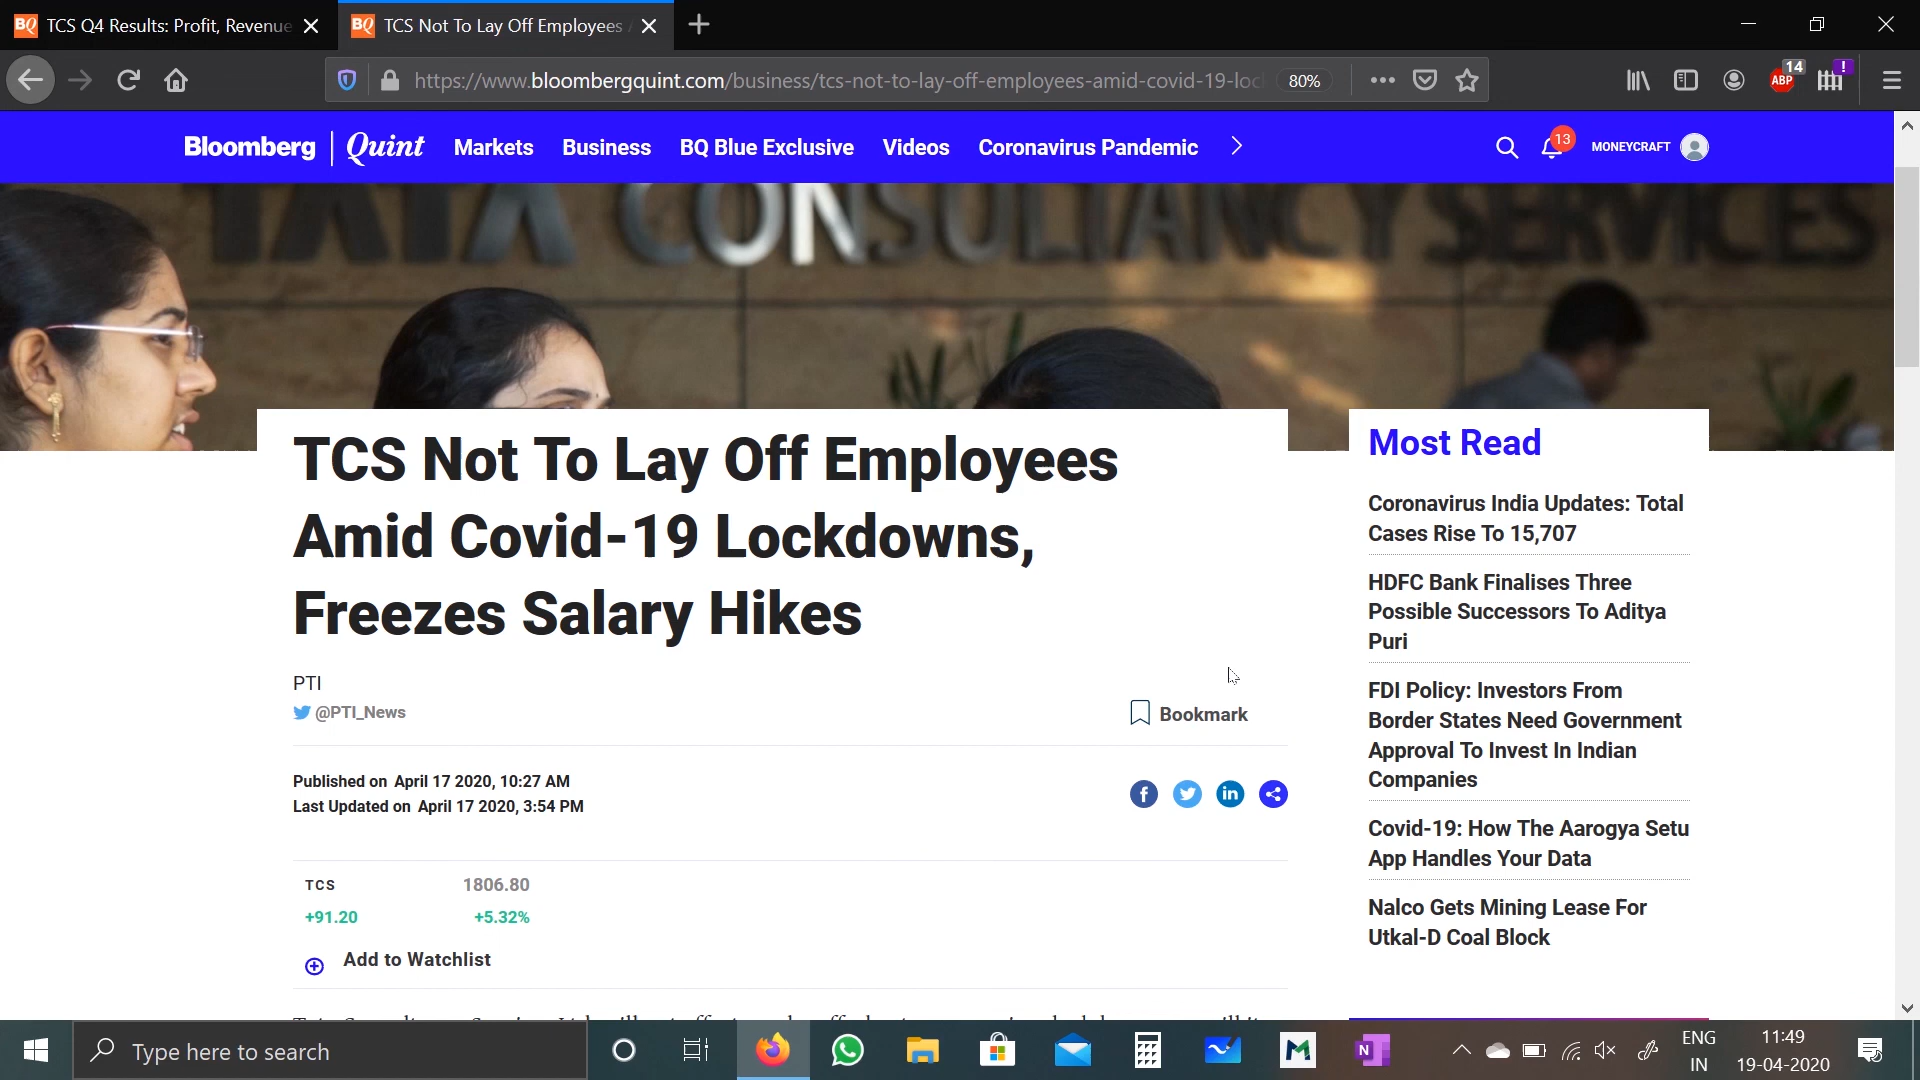 TCS Q4 Results: Profit, Revenue
TCS Not To Lay Off Employees
https://www.bloombergquint.com/business/tcs-not-to-lay-off-employees-amid-covid-19-loc
80%
ABP
14
!
Bloomberg | Quint
Markets
Business
BQ Blue Exclusive
Videos
Coronavirus Pandemic
13
MONEYCRAFT
TATA CONSULTANCY SERVICES
TCS Not To Lay Off Employees
Amid Covid-19 Lockdowns,
Freezes Salary Hikes
PTI
@PTI_News
Bookmark
Published on April 17 2020, 10:27 AM
Last Updated on April 17 2020, 3:54 PM
TCS 1806.80
+91.20 +5.32%
Add to Watchlist
Most Read
Coronavirus India Updates: Total
Cases Rise To 15,707
HDFC Bank Finalises Three
Possible Successors To Aditya
Puri
FDI Policy: Investors From
Border States Need Government
Approval To Invest In Indian
Companies
Covid-19: How The Aarogya Setu
App Handles Your Data
Nalco Gets Mining Lease For
Utkal-D Coal Block
Type here to search
ENG
IN
11:49
19-04-2020